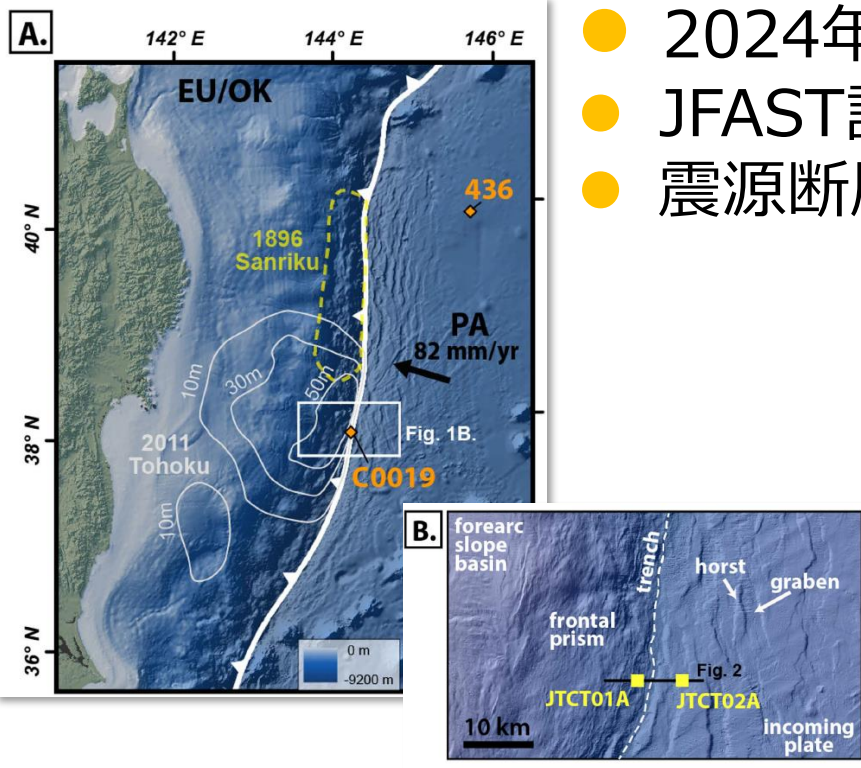 A.
142° E
144° E
146° E
EU/OK
2024年
JFAST
震源断
436
40° N
1896
Sanriku
PA
82 mm/yr
10m
30m
50m
Fig. 1B.
38° N
2011
Tohoku
C0019
10m
36° N
0 m
-9200 m
B.
forearc
slope
basin
trench
horst
graben
frontal
prism
Fig. 2
JTCT01A
JTCT02A
10 km
incoming
plate